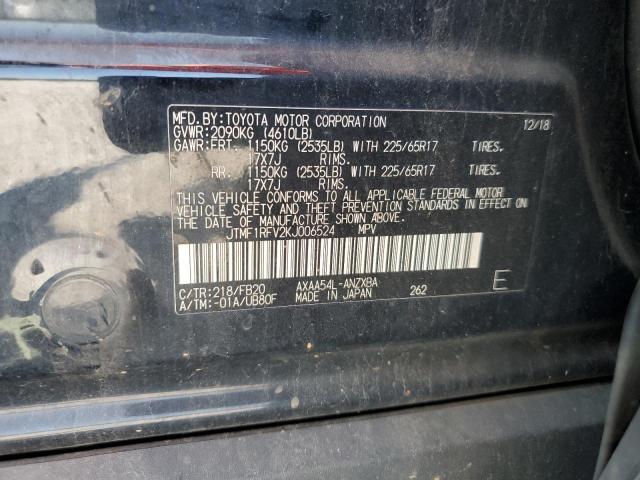 MFD. BY: TOYOTA MOTOR CORPORATION 12/18
GVWR: 2090KG (4610LB)
GAWR: FRT. 1150KG (2535LB) WITH 225/65R17 TIRES.
17X7J RIMS.
RR. 1150KG (2535LB) WITH 225/65R17 TIRES.
17X7J RIMS.
THIS VEHICLE CONFORMS TO ALL APPLICABLE FEDERAL MOTOR
VEHICLE SAFETY AND THEFT PREVENTION STANDARDS IN EFFECT ON
THE DATE OF MANUFACTURE SHOWN ABOVE.
JTMF1RFV2KJ006524 MPV
C/TR: 218/FB20 AXAA54L-ANZXBA E
A/TM: -01A/UB80F MADE IN JAPAN 262